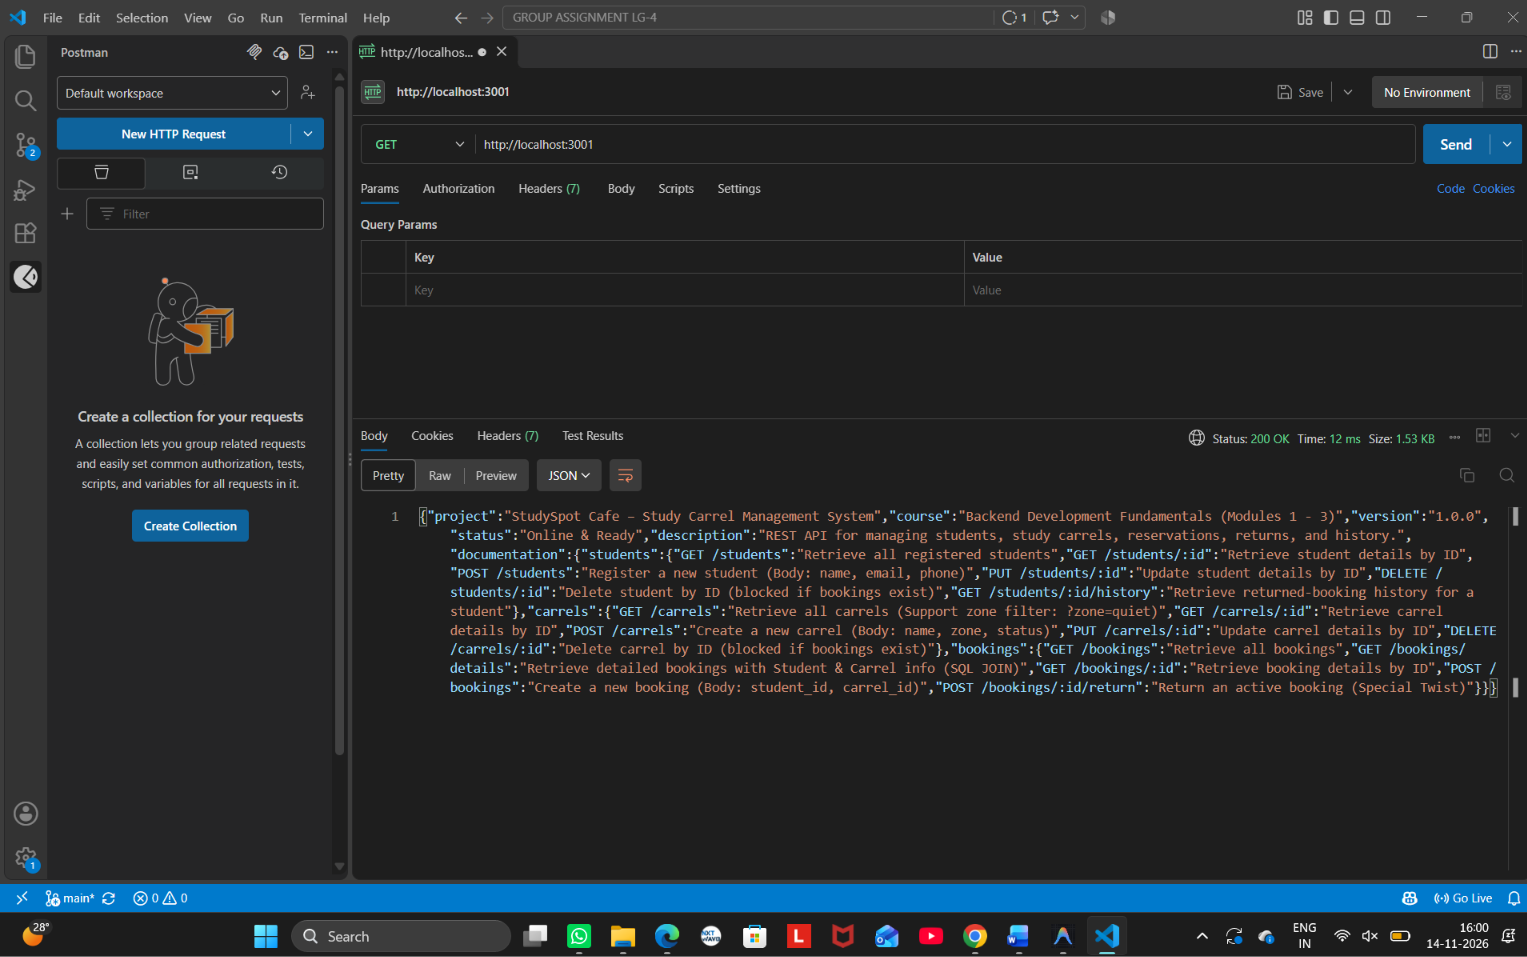 File Edit Selection View Go Run Terminal Help
GROUP ASSIGNMENT LG-4
1
Postman
http://localhos...
HTTP
Default workspace
HTTP
http://localhost:3001
Save
No Environment
New HTTP Request
GET
http://localhost:3001
Send
2
Params Authorization Headers (7) Body Scripts Settings
Code Cookies
Filter
Query Params
Key Value
Key Value
Create a collection for your requests
A collection lets you group related requests
and easily set common authorization, tests,
scripts, and variables for all requests in it.
Create Collection
Body Cookies Headers (7) Test Results
Status: 200 OK Time: 12 ms Size: 1.53 KB
Pretty Raw Preview JSON
1 {"project":"StudySpot Cafe – Study Carrel Management System","course":"Backend Development Fundamentals (Modules 1 - 3)","version":"1.0.0",
"status":"Online & Ready","description":"REST API for managing students, study carrels, reservations, returns, and history.",
"documentation":{"students":{"GET /students":"Retrieve all registered students","GET /students/:id":"Retrieve student details by ID",
"POST /students":"Register a new student (Body: name, email, phone)","PUT /students/:id":"Update student details by ID","DELETE /
students/:id":"Delete student by ID (blocked if bookings exist)","GET /students/:id/history":"Retrieve returned-booking history for a
student"},"carrels":{"GET /carrels":"Retrieve all carrels (Support zone filter: ?zone=quiet)","GET /carrels/:id":"Retrieve carrel
details by ID","POST /carrels":"Create a new carrel (Body: name, zone, status)","PUT /carrels/:id":"Update carrel details by ID","DELETE
/carrels/:id":"Delete carrel by ID (blocked if bookings exist)"},"bookings":{"GET /bookings":"Retrieve all bookings","GET /bookings/
details":"Retrieve detailed bookings with Student & Carrel info (SQL JOIN)","GET /bookings/:id":"Retrieve booking details by ID","POST /
bookings":"Create a new booking (Body: student_id, carrel_id)","POST /bookings/:id/return":"Return an active booking (Special Twist)"}}}
1
main* 0 0
Go Live
28°
Search
NXT WAVE
L
ENG
IN
16:00
14-11-2026